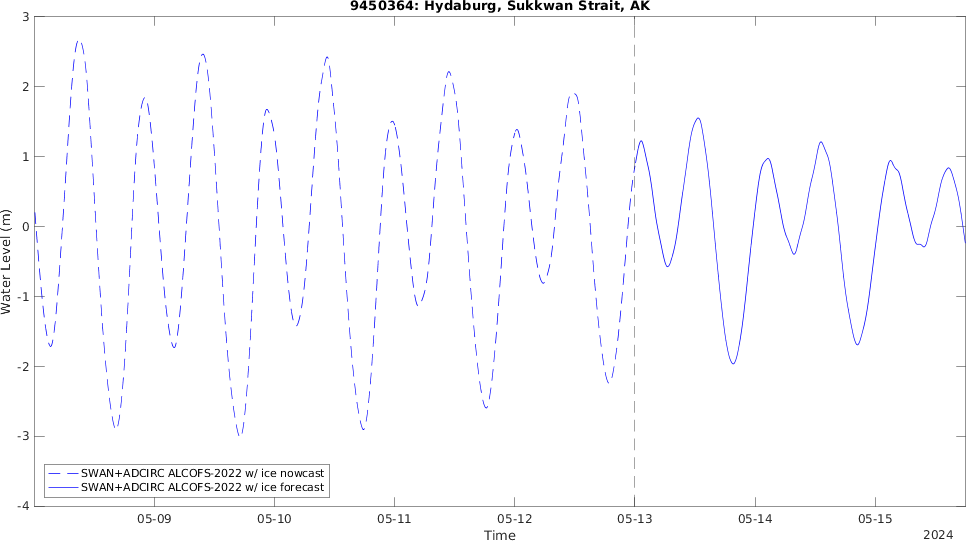 9450364: Hydaburg, Sukkwan Strait, AK
3
2
1
0
-1
-2
-3
-4
Water Level (m)
SWAN+ADCIRC ALCOFS-2022 w/ ice nowcast
SWAN+ADCIRC ALCOFS-2022 w/ ice forecast
05-09 05-10 05-11 05-12 05-13 05-14 05-15
Time
2024